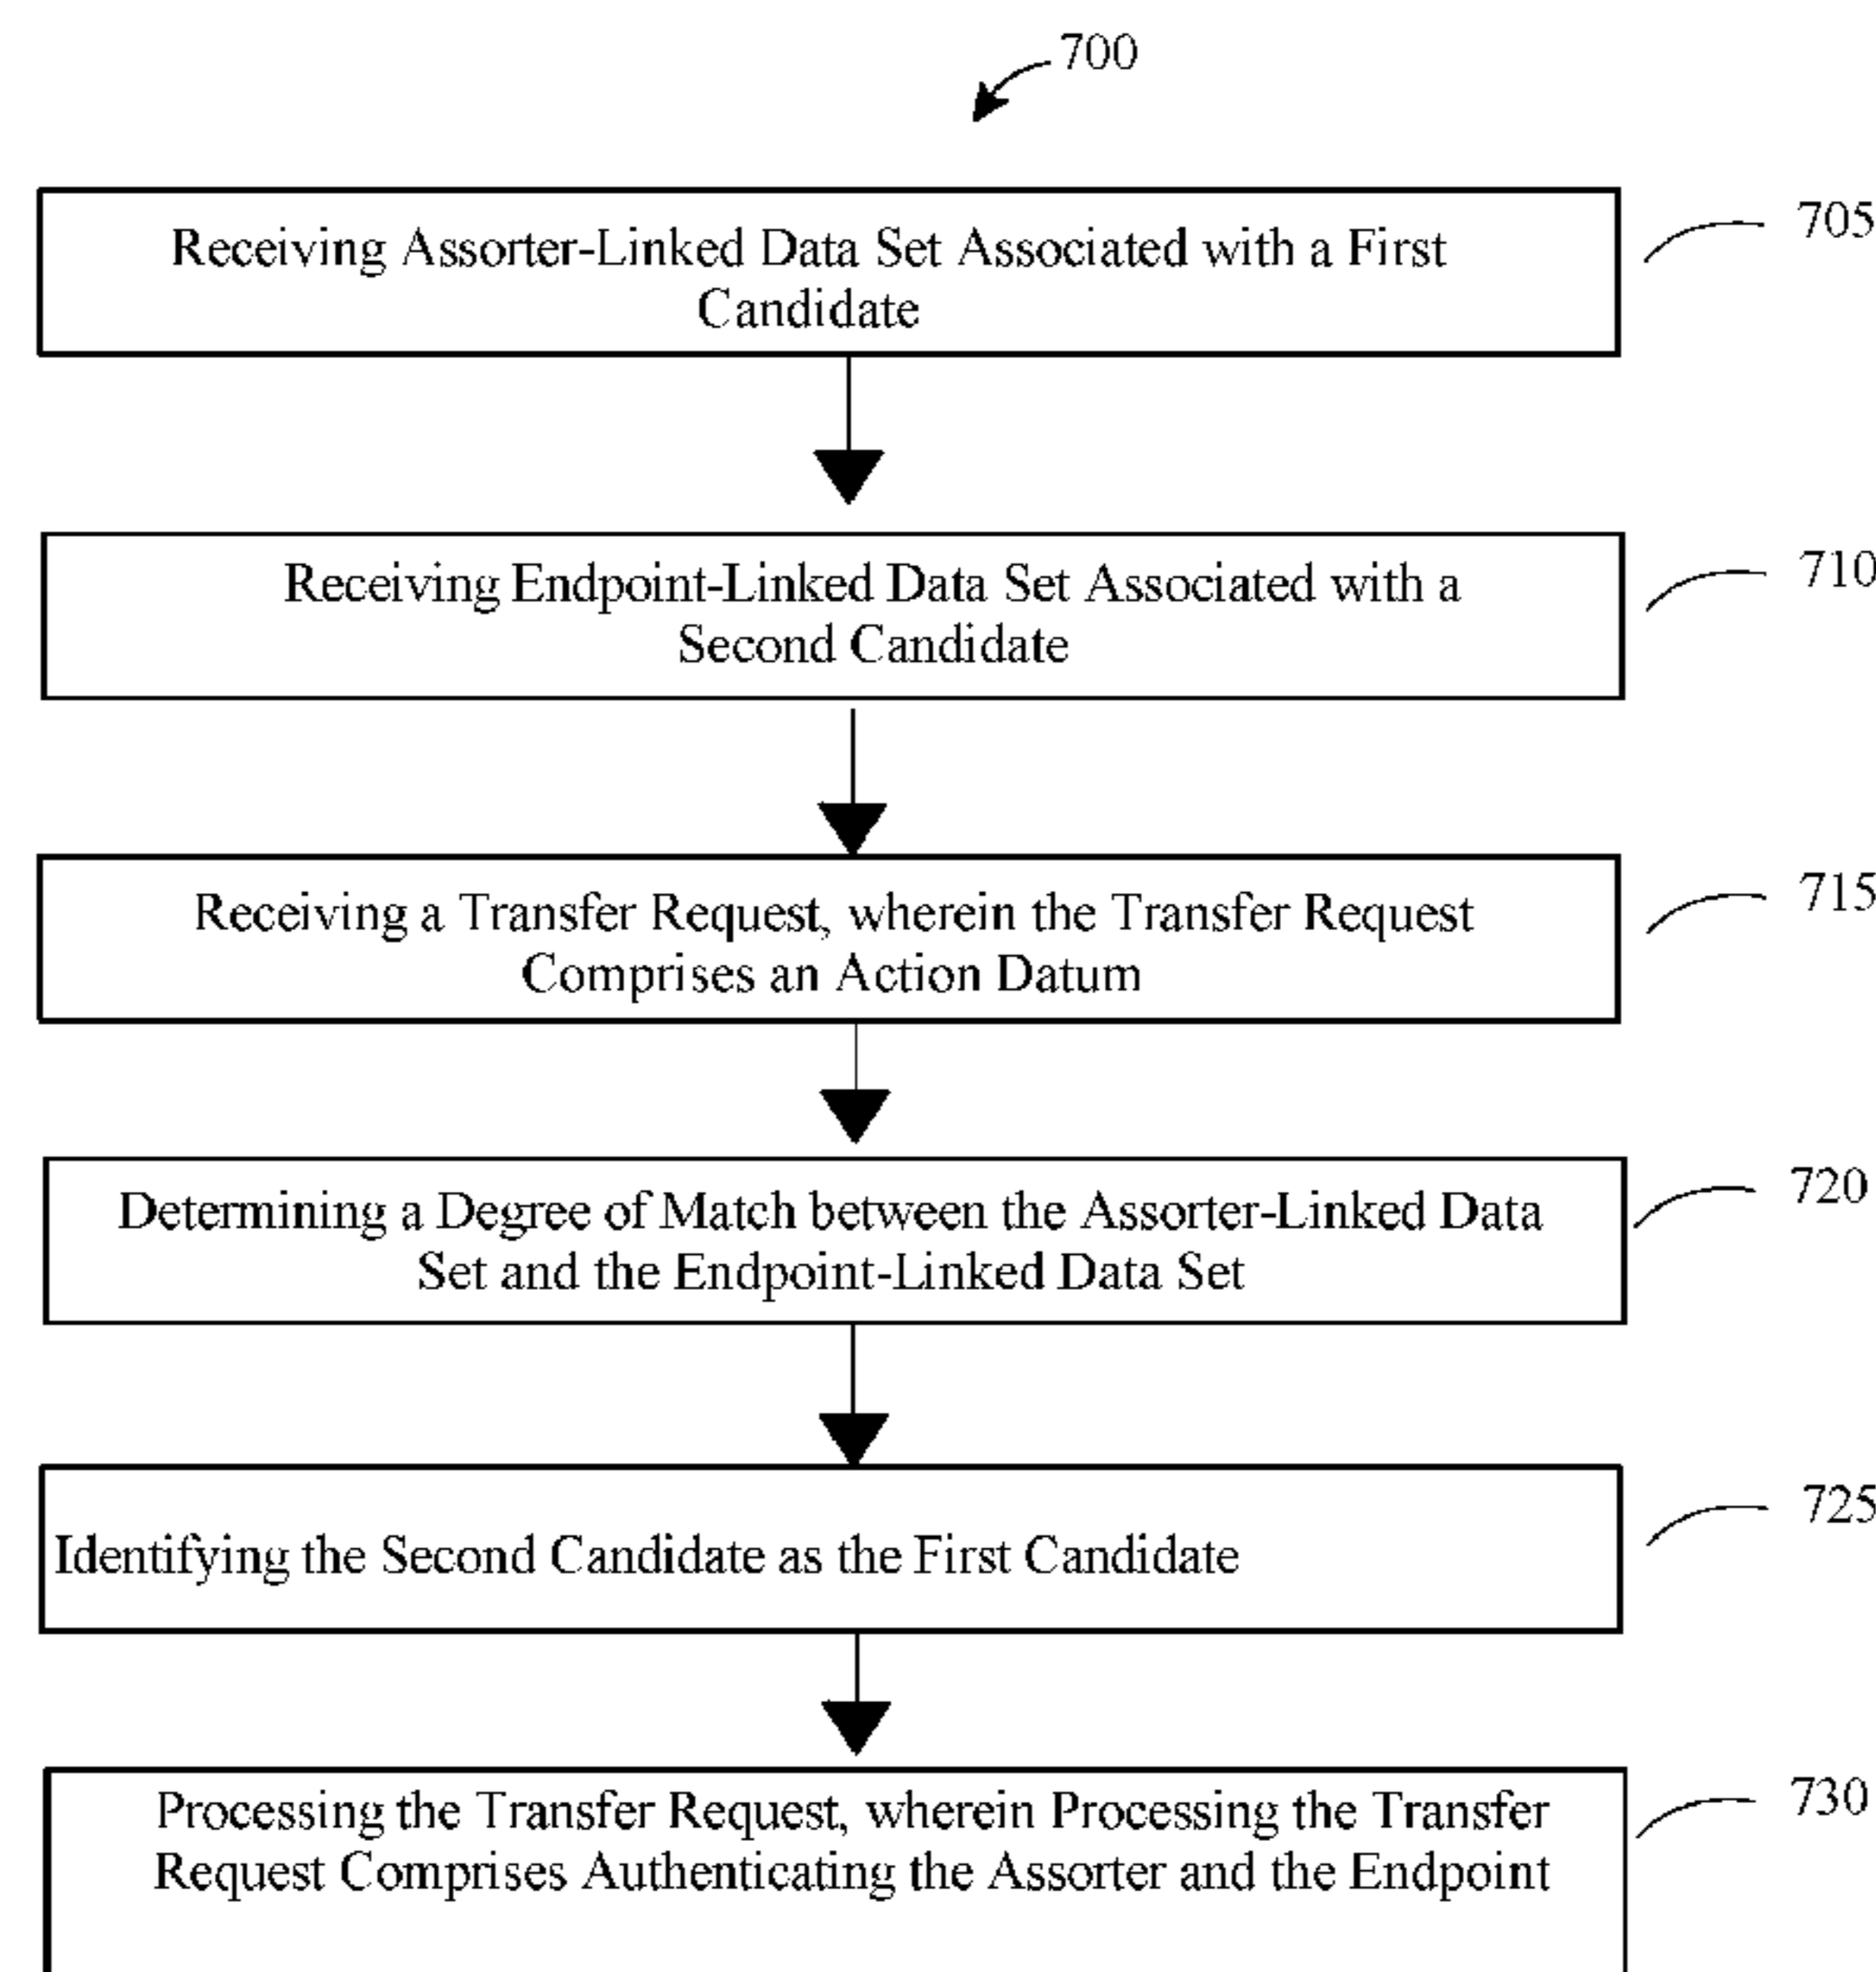 700
Receiving Assorter-Linked Data Set Associated with a First
Candidate
705
Receiving Endpoint-Linked Data Set Associated with a
Second Candidate
710
Receiving a Transfer Request, wherein the Transfer Request
Comprises an Action Datum
715
Determining a Degree of Match between the Assorter-Linked Data
Set and the Endpoint-Linked Data Set
720
Identifying the Second Candidate as the First Candidate
725
Processing the Transfer Request, wherein Processing the Transfer
Request Comprises Authenticating the Assorter and the Endpoint
730